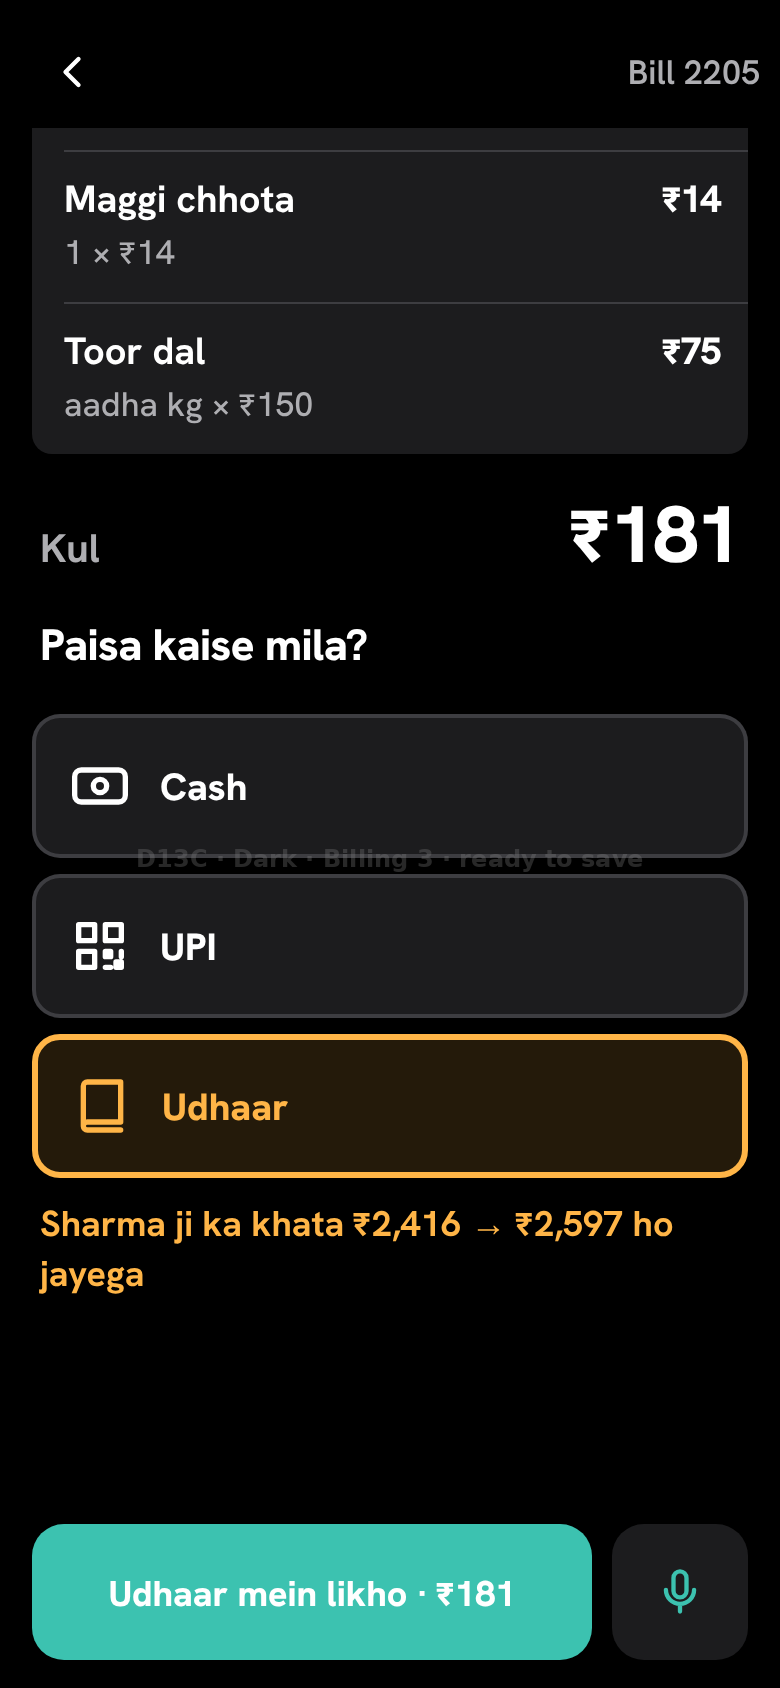 Bill 2205
Maggi chhota ₹14
1 × ₹14
Toor dal ₹75
aadha kg × ₹150
Kul ₹181
Paisa kaise mila?
Cash
D13C · Dark · Billing 3 · ready to save
UPI
Udhaar
Sharma ji ka khata ₹2,416 → ₹2,597 ho
jayega
Udhaar mein likho · ₹181